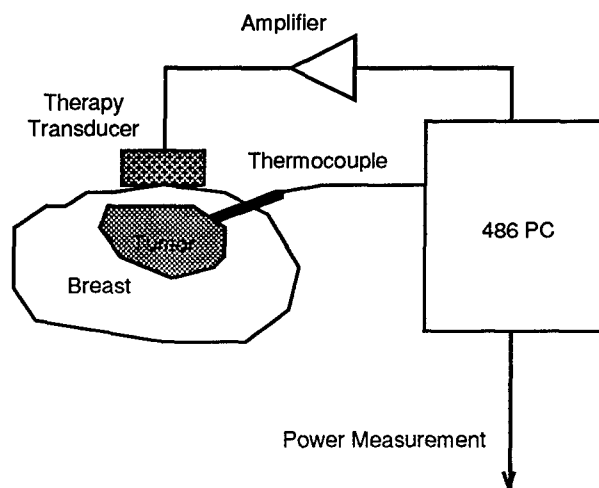 Amplifier
Therapy
Transducer
Thermocouple
486 PC
Tumor
Breast
Power Measurement